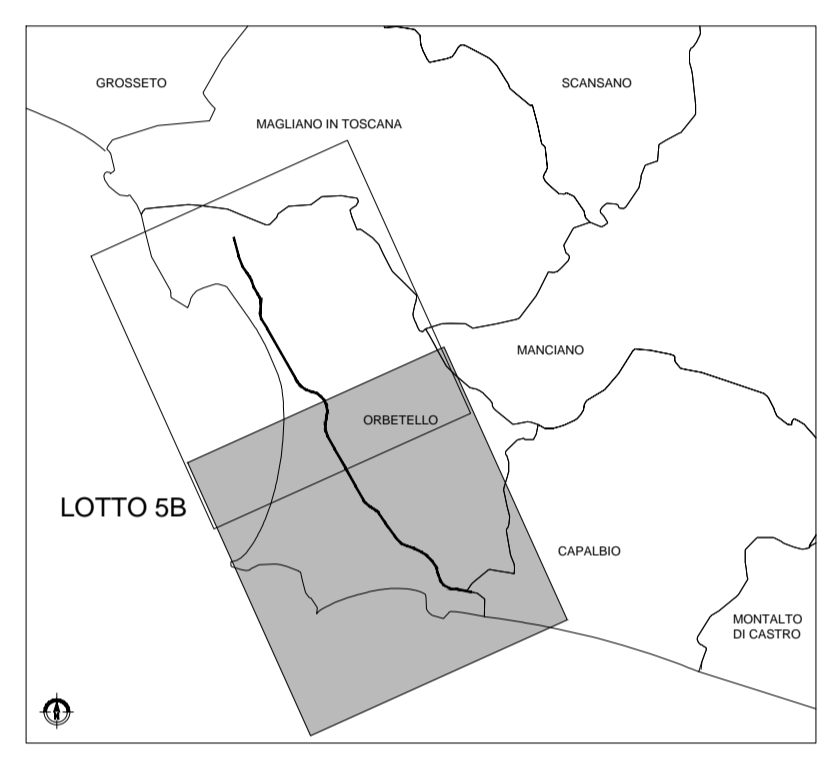 GROSSETO
SCANSANO
MAGLIANO IN TOSCANA
MANCIANO
ORBETELLO
LOTTO 5B
CAPALBIO
MONTALTO
DI CASTRO
N